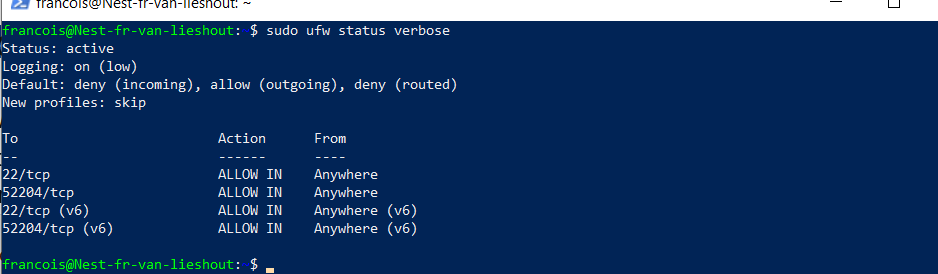 francois@Nest-fr-van-lieshout: ~
francois@Nest-fr-van-lieshout: $ sudo ufw status verbose
Status: active
Logging: on (low)
Default: deny (incoming), allow (outgoing), deny (routed)
New profiles: skip
To                         Action      From
--                         ------      ----
22/tcp                     ALLOW IN    Anywhere
52204/tcp                  ALLOW IN    Anywhere
22/tcp (v6)                ALLOW IN    Anywhere (v6)
52204/tcp (v6)             ALLOW IN    Anywhere (v6)
francois@Nest-fr-van-lieshout: $